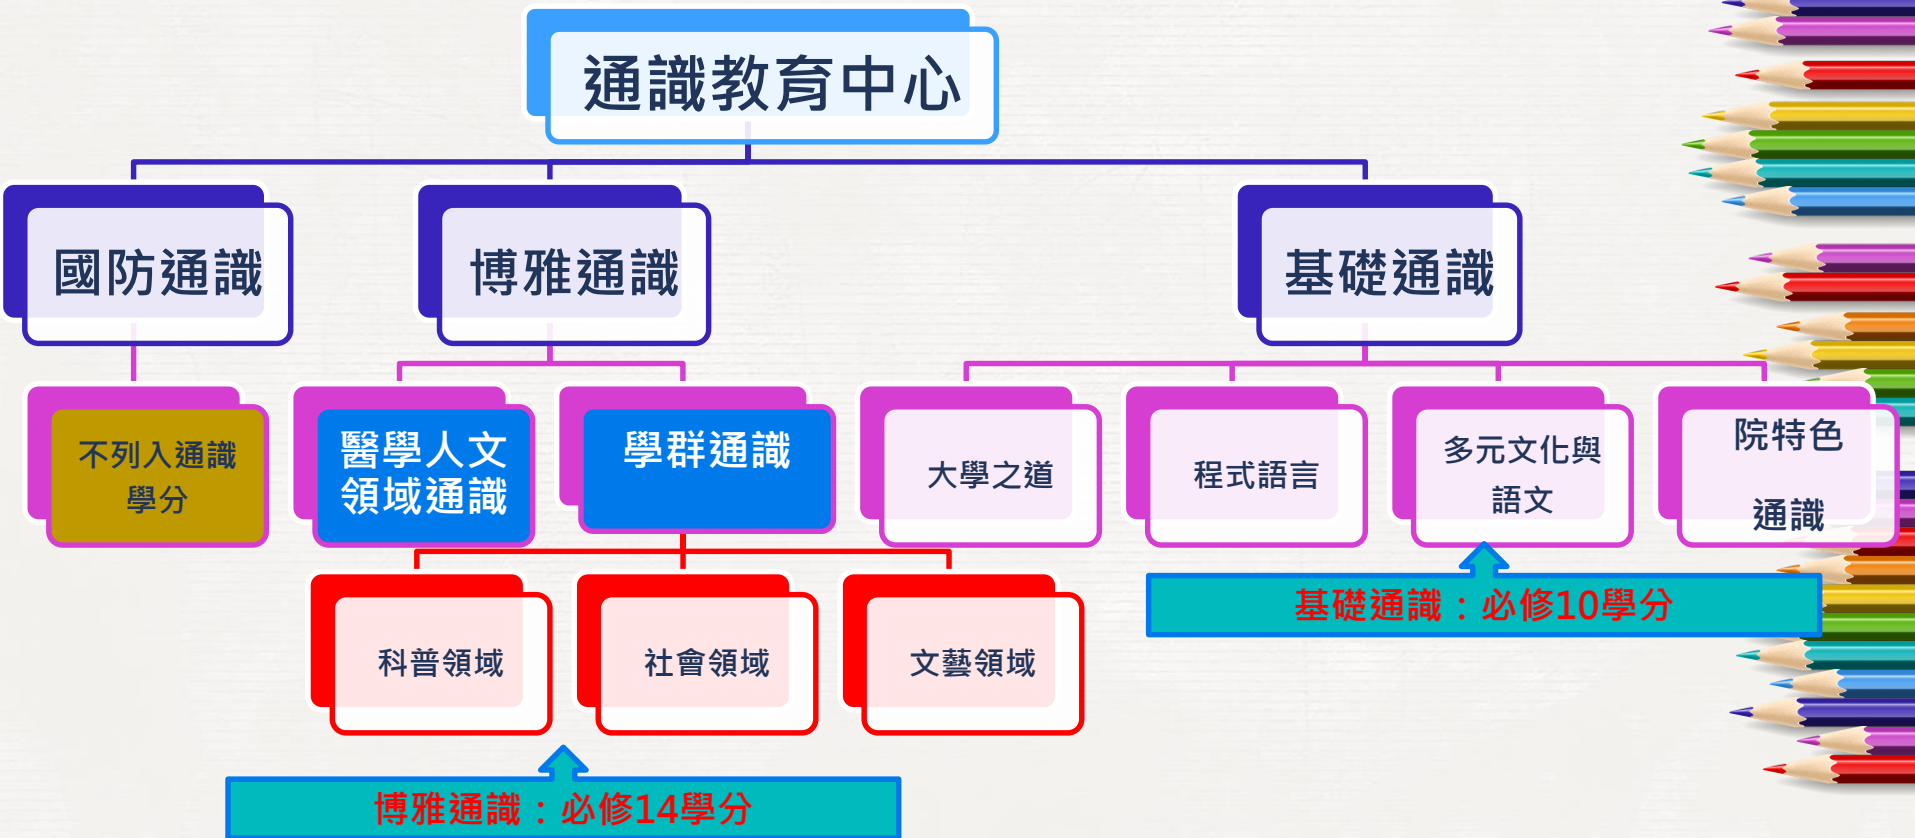 通識教育中心
國防通識
博雅通識
基礎通識
不列入通識
學分
醫學人文
領域通識
學群通識
大學之道
程式語言
多元文化與
語文
院特色
通識
科普領域
社會領域
文藝領域
基礎通識：必修10學分
博雅通識：必修14學分